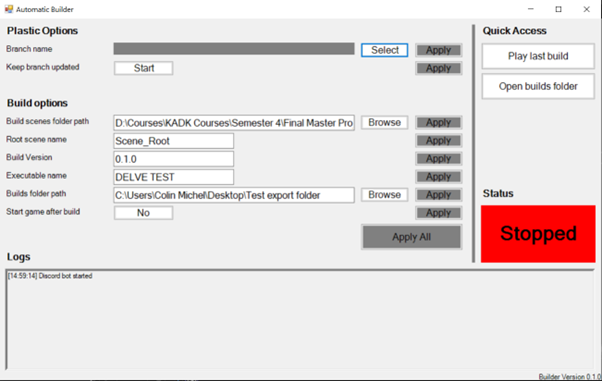 Automatic Builder
Plastic Options
Branch name
Select
Apply
Keep branch updated
Start
Apply
Build options
Build scenes folder path
D:\Courses\KADK Courses\Semester 4\Final Master Pro
Browse
Apply
Root scene name
Scene_Root
Apply
Build Version
0.1.0
Apply
Executable name
DELVE TEST
Apply
Builds folder path
C:\Users\Colin Michel\Desktop\Test export folder
Browse
Apply
Start game after build
No
Apply
Apply All
Quick Access
Play last build
Open builds folder
Status
Stopped
Logs
[14:59:14] Discord bot started
Builder Version 0.1.0